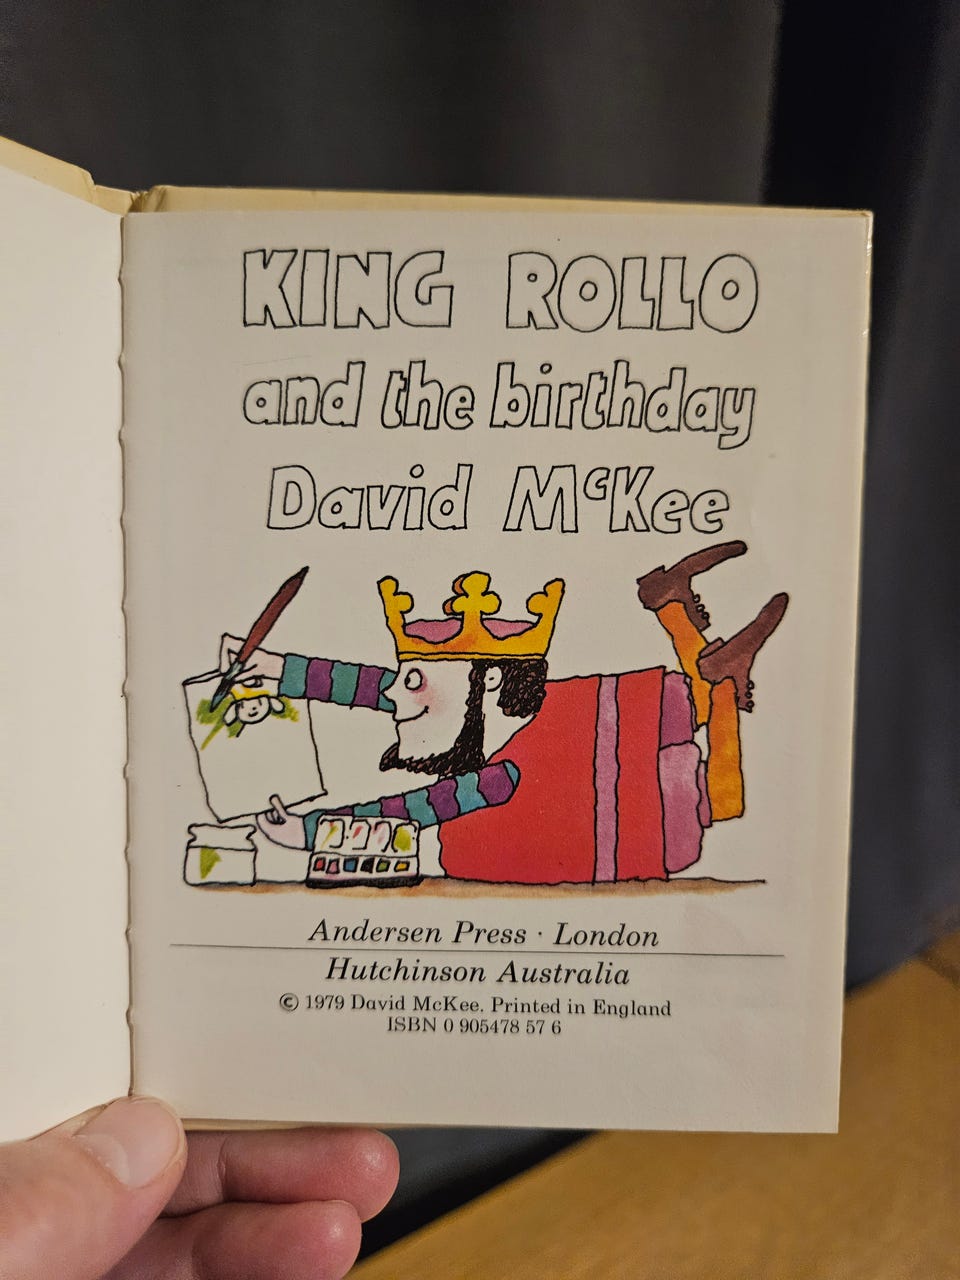 KING ROLLO
and the birthday
David McKee
Andersen Press · London
Hutchinson Australia
© 1979 David McKee. Printed in England
ISBN 0 905478 57 6